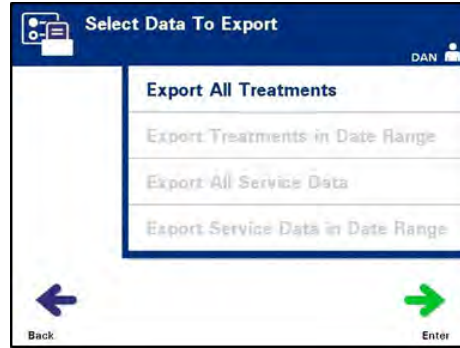 Select Data To Export
DAN
Export All Treatments
Export Treatments in Date Range
Export All Service Data
Export Service Data in Date Range
Back
Enter